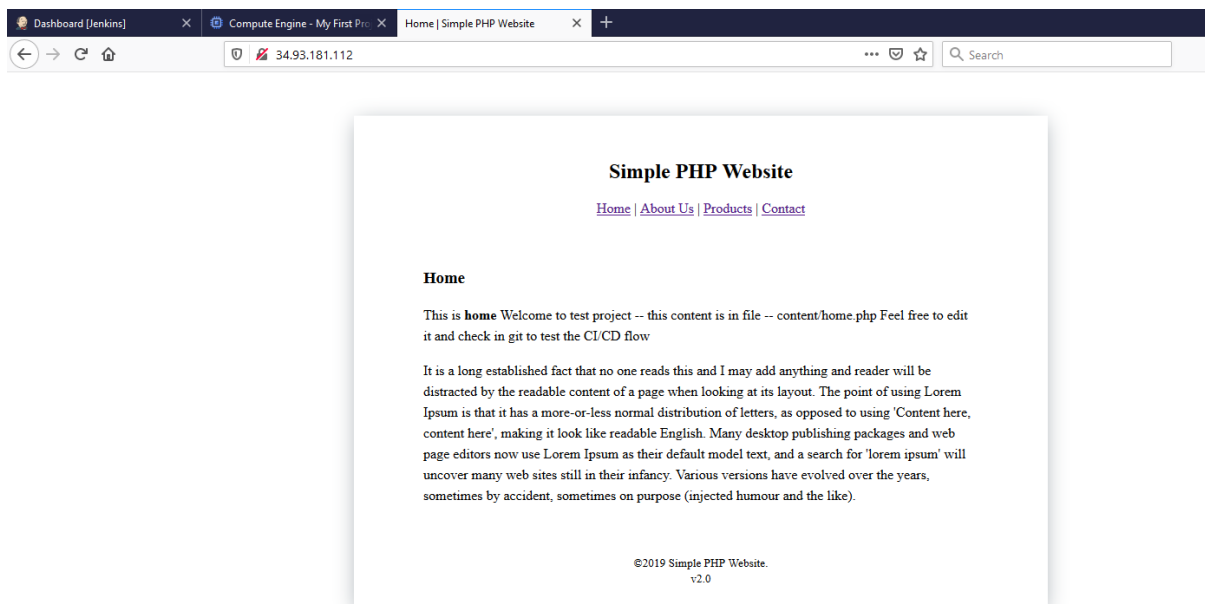 Dashboard [Jenkins]
Compute Engine - My First Pro
Home | Simple PHP Website
34.93.181.112
Search
Simple PHP Website
Home | About Us | Products | Contact
Home
This is home Welcome to test project -- this content is in file -- content/home.php Feel free to edit
it and check in git to test the CI/CD flow
It is a long established fact that no one reads this and I may add anything and reader will be
distracted by the readable content of a page when looking at its layout. The point of using Lorem
Ipsum is that it has a more-or-less normal distribution of letters, as opposed to using 'Content here,
content here', making it look like readable English. Many desktop publishing packages and web
page editors now use Lorem Ipsum as their default model text, and a search for 'lorem ipsum' will
uncover many web sites still in their infancy. Various versions have evolved over the years,
sometimes by accident, sometimes on purpose (injected humour and the like).
©2019 Simple PHP Website.
v2.0